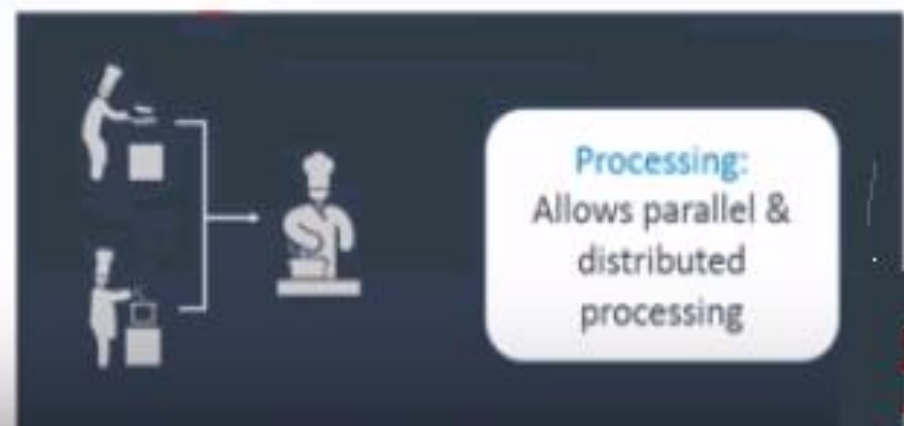 Processing:
Allows parallel &
distributed
processing